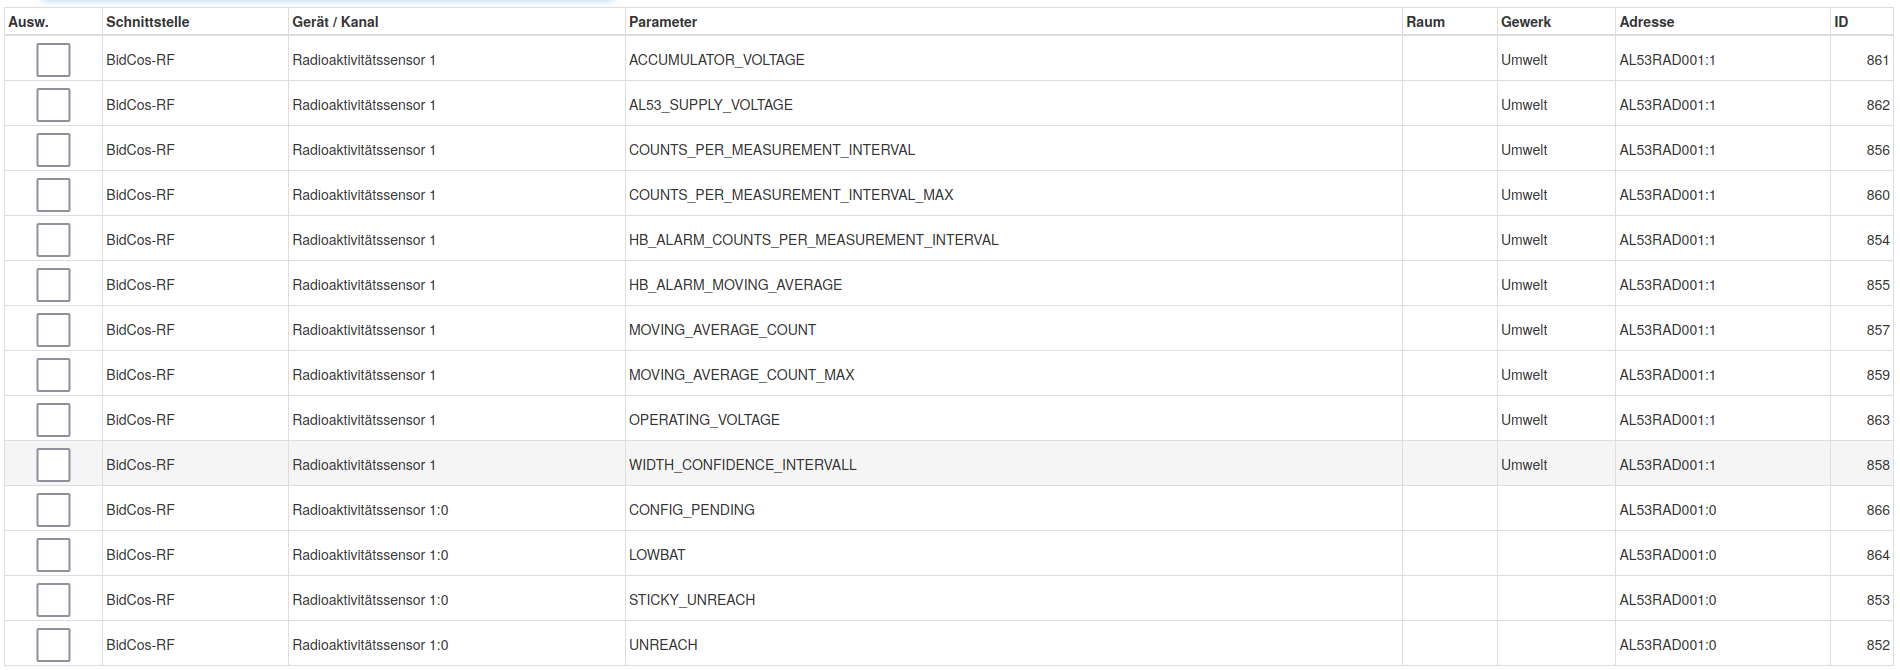 Ausw. Schnittstelle Gerät / Kanal Parameter Raum Gewerk Adresse ID
BidCos-RF Radioaktivitätssensor 1 ACCUMULATOR_VOLTAGE Umwelt AL53RAD001:1 861
BidCos-RF Radioaktivitätssensor 1 AL53_SUPPLY_VOLTAGE Umwelt AL53RAD001:1 862
BidCos-RF Radioaktivitätssensor 1 COUNTS_PER_MEASUREMENT_INTERVAL Umwelt AL53RAD001:1 856
BidCos-RF Radioaktivitätssensor 1 COUNTS_PER_MEASUREMENT_INTERVAL_MAX Umwelt AL53RAD001:1 860
BidCos-RF Radioaktivitätssensor 1 HB_ALARM_COUNTS_PER_MEASUREMENT_INTERVAL Umwelt AL53RAD001:1 854
BidCos-RF Radioaktivitätssensor 1 HB_ALARM_MOVING_AVERAGE Umwelt AL53RAD001:1 855
BidCos-RF Radioaktivitätssensor 1 MOVING_AVERAGE_COUNT Umwelt AL53RAD001:1 857
BidCos-RF Radioaktivitätssensor 1 MOVING_AVERAGE_COUNT_MAX Umwelt AL53RAD001:1 859
BidCos-RF Radioaktivitätssensor 1 OPERATING_VOLTAGE Umwelt AL53RAD001:1 863
BidCos-RF Radioaktivitätssensor 1 WIDTH_CONFIDENCE_INTERVALL Umwelt AL53RAD001:1 858
BidCos-RF Radioaktivitätssensor 1:0 CONFIG_PENDING AL53RAD001:0 866
BidCos-RF Radioaktivitätssensor 1:0 LOWBAT AL53RAD001:0 864
BidCos-RF Radioaktivitätssensor 1:0 STICKY_UNREACH AL53RAD001:0 853
BidCos-RF Radioaktivitätssensor 1:0 UNREACH AL53RAD001:0 852